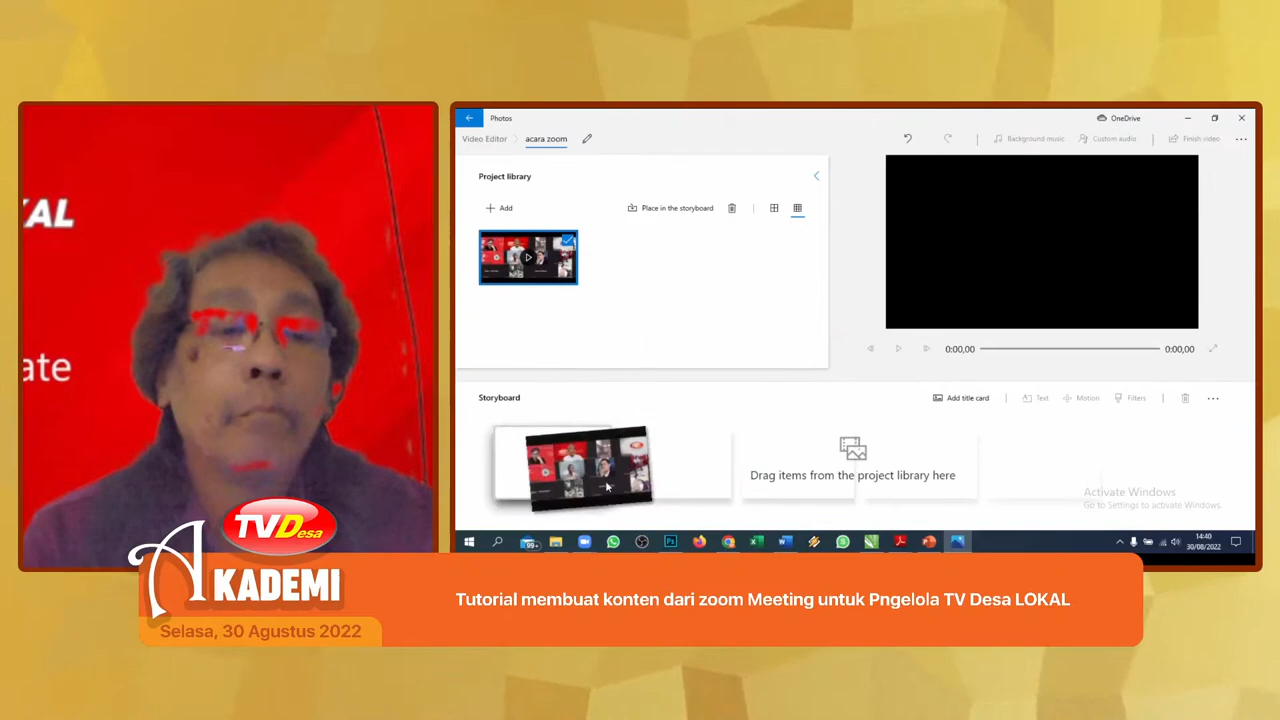 KAL
ate
Photos
OneDrive
Video Editor
acara zoom
Background music
Custom audio
Finish video
Project library
Add
Place in the storyboard
0:00,00
0:00,00
Storyboard
Add title card
Text
Motion
Filters
Drag items from the project library here
Activate Windows
Go to Settings to activate Windows.
99+
14:40
30/08/2022
TVDesa
AKADEMI
Selasa, 30 Agustus 2022
Tutorial membuat konten dari zoom Meeting untuk Pngelola TV Desa LOKAL